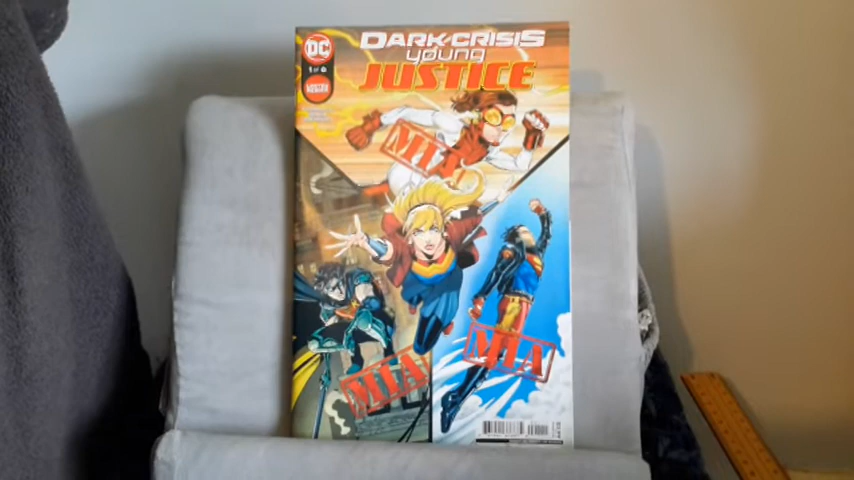 DC
DARK CRISIS
young
JUSTICE
1 of 6
MIA
MIA
MIA